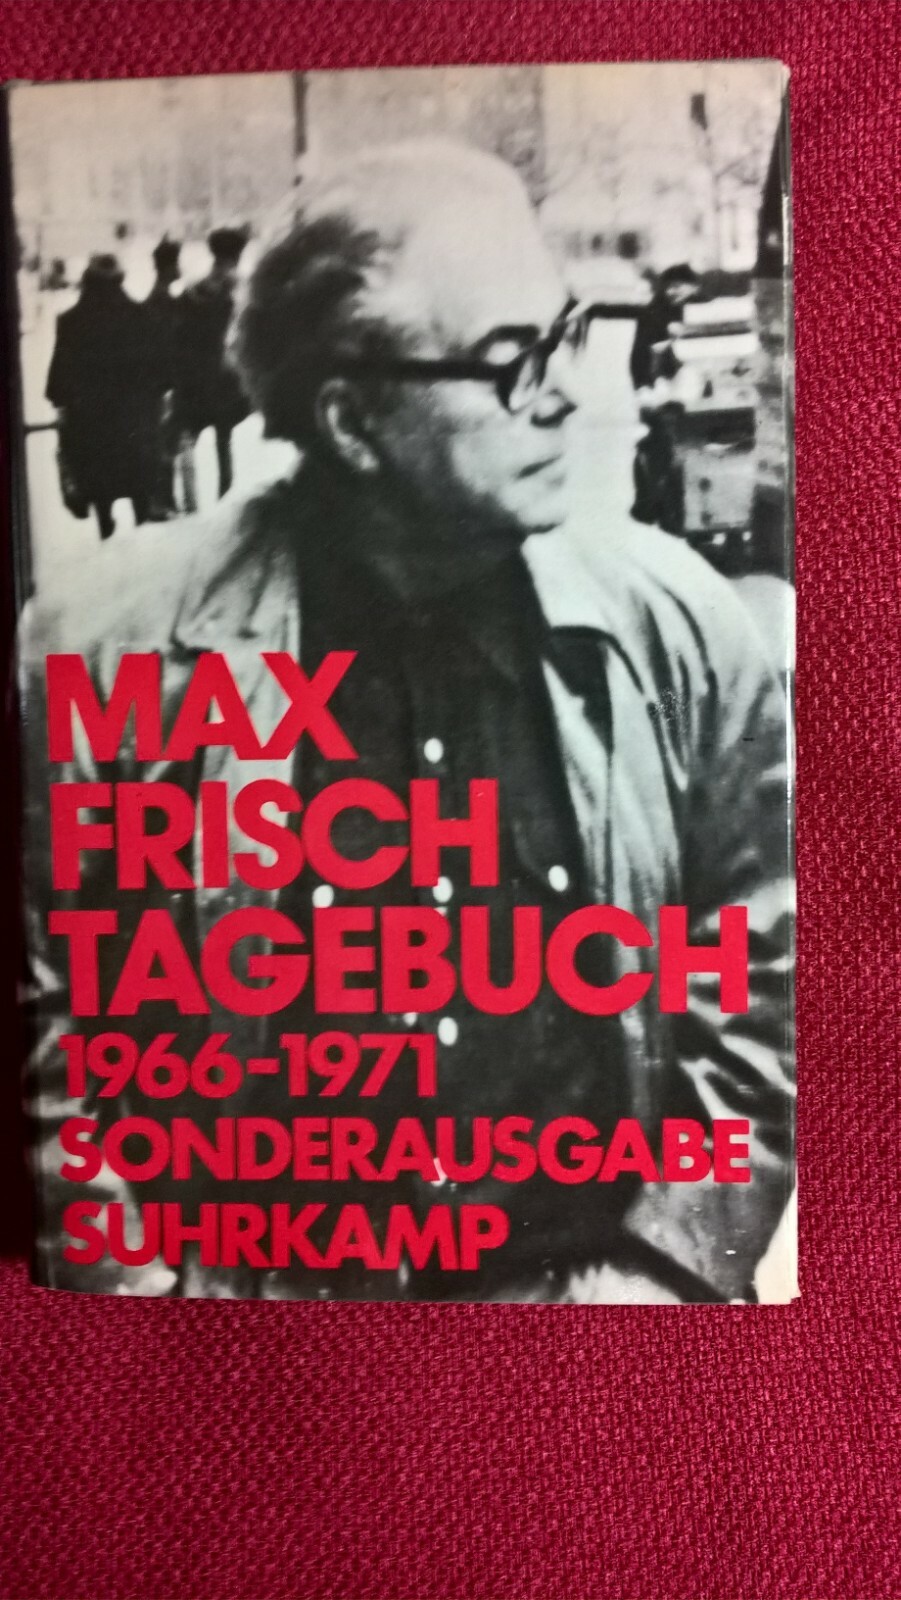 MAX
FRISCH
TAGEBUCH
1966-1971
SONDERAUSGABE
SUHRKAMP